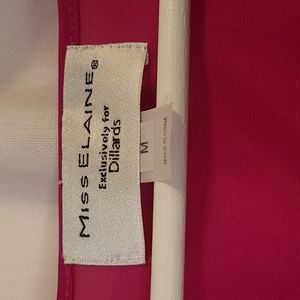 MISS ELAINE®
Exclusively for
Dillards
M
MADE IN CHINA